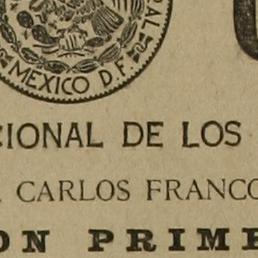 MEXICO D.F.
CIONAL DE LOS
CARLOS FRANCO
ON PRIME